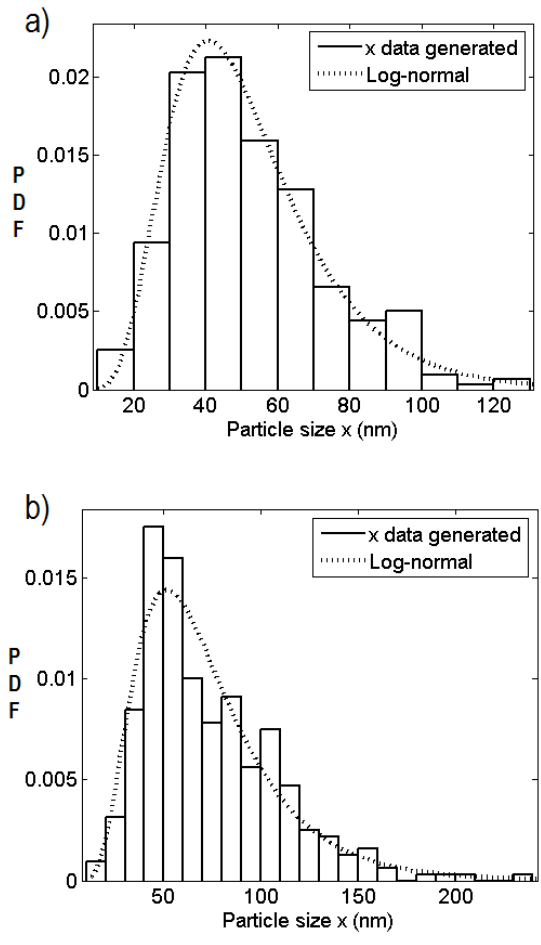 a)
x data generated
Log-normal
0.02
0.015
0.01
0.005
0
P
D
F
20 40 60 80 100 120
Particle size x (nm)
b)
x data generated
Log-normal
0.015
0.01
0.005
0
P
D
F
50 100 150 200
Particle size x (nm)